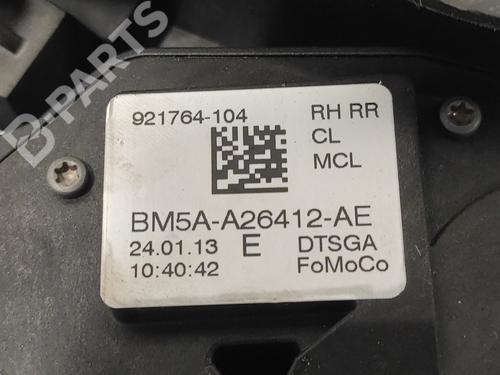 B-PARTS
921764-104
RH RR
CL
MCL
BM5A-A26412-AE
24.01.13 E DTSGA
10:40:42 FoMoCo